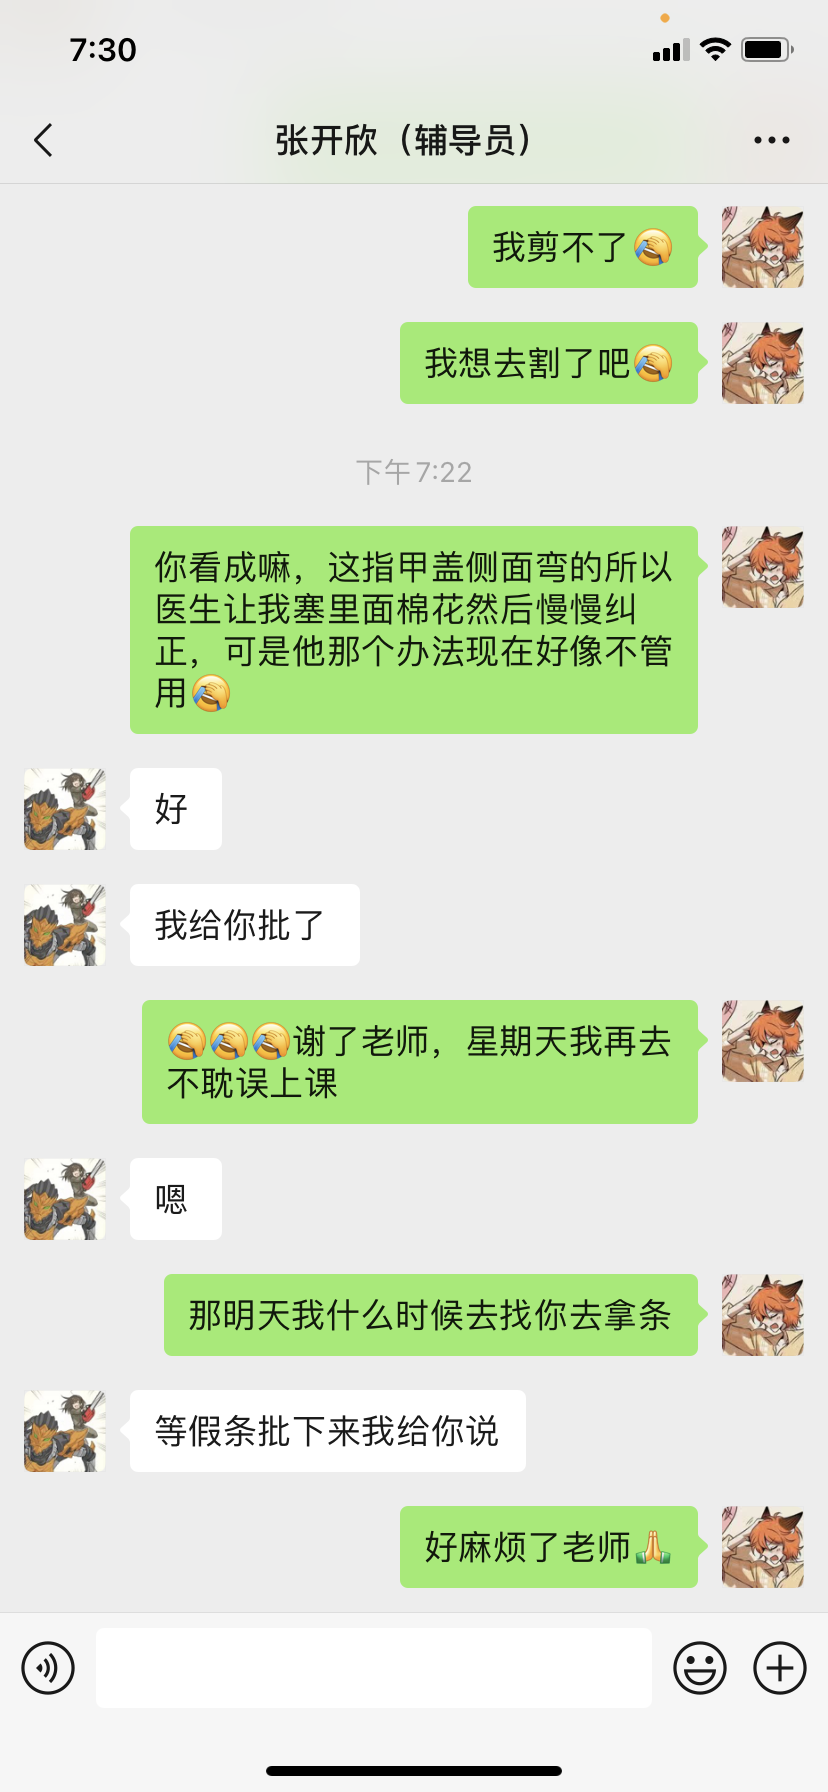 7:30
张开欣（辅导员）
我剪不了🤣
我想去割了吧🤣
下午 7:22
你看成嘛，这指甲盖侧面弯的所以
医生让我塞里面棉花然后慢慢纠
正，可是他那个办法现在好像不管
用🤣
好
我给你批了
🤣🤣🤣谢了老师，星期天我再去
不耽误上课
嗯
那明天我什么时候去找你去拿条
等假条批下来我给你说
好麻烦了老师🙏